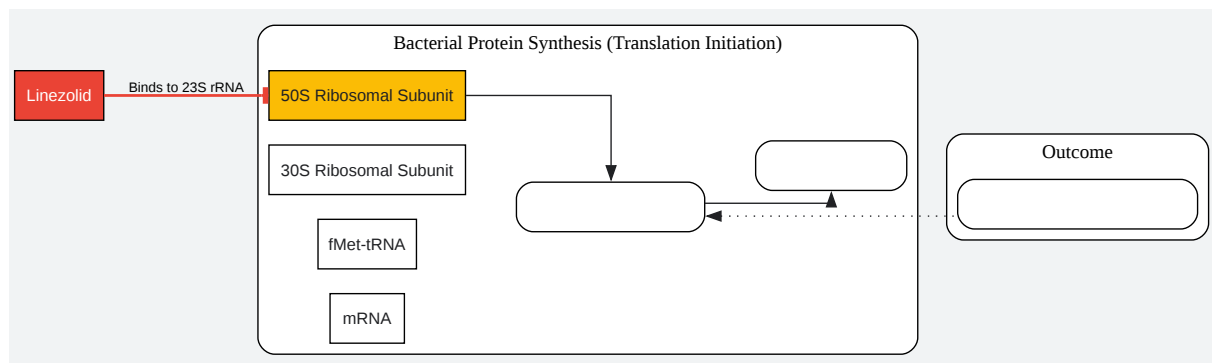 Bacterial Protein Synthesis (Translation Initiation)
Linezolid
Binds to 23S rRNA
50S Ribosomal Subunit
30S Ribosomal Subunit
fMet-tRNA
mRNA
Outcome